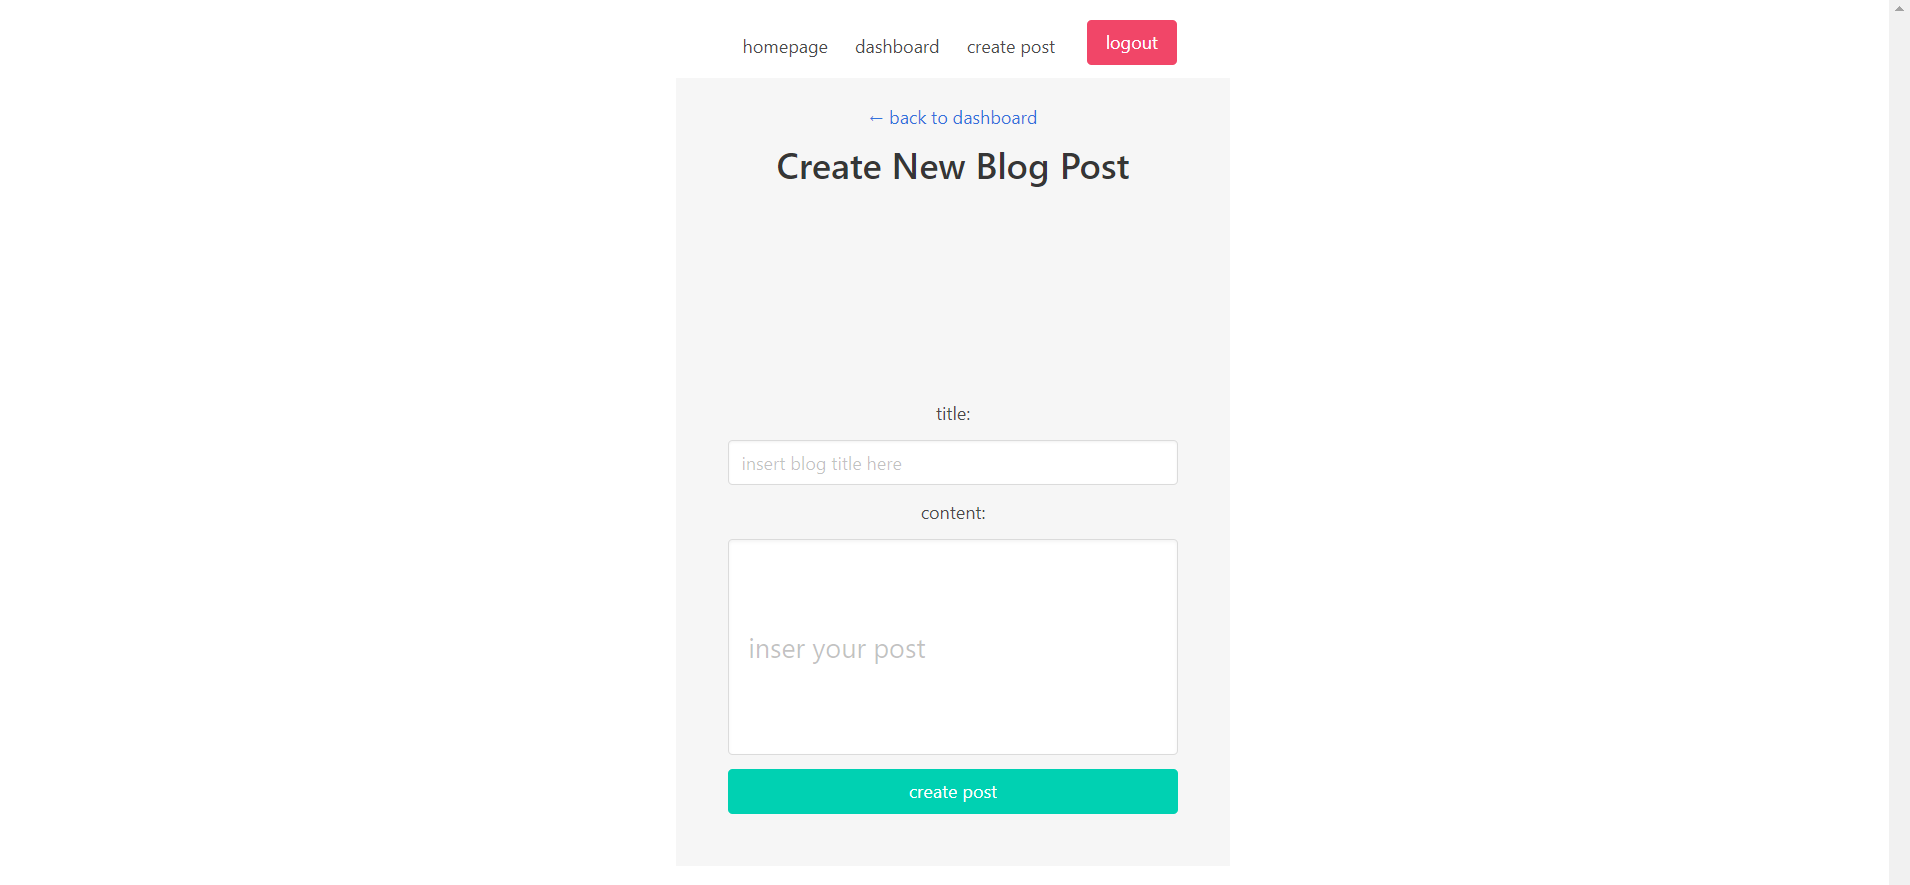 homepage dashboard create post logout
← back to dashboard
Create New Blog Post
title:
insert blog title here
content:
inser your post
create post